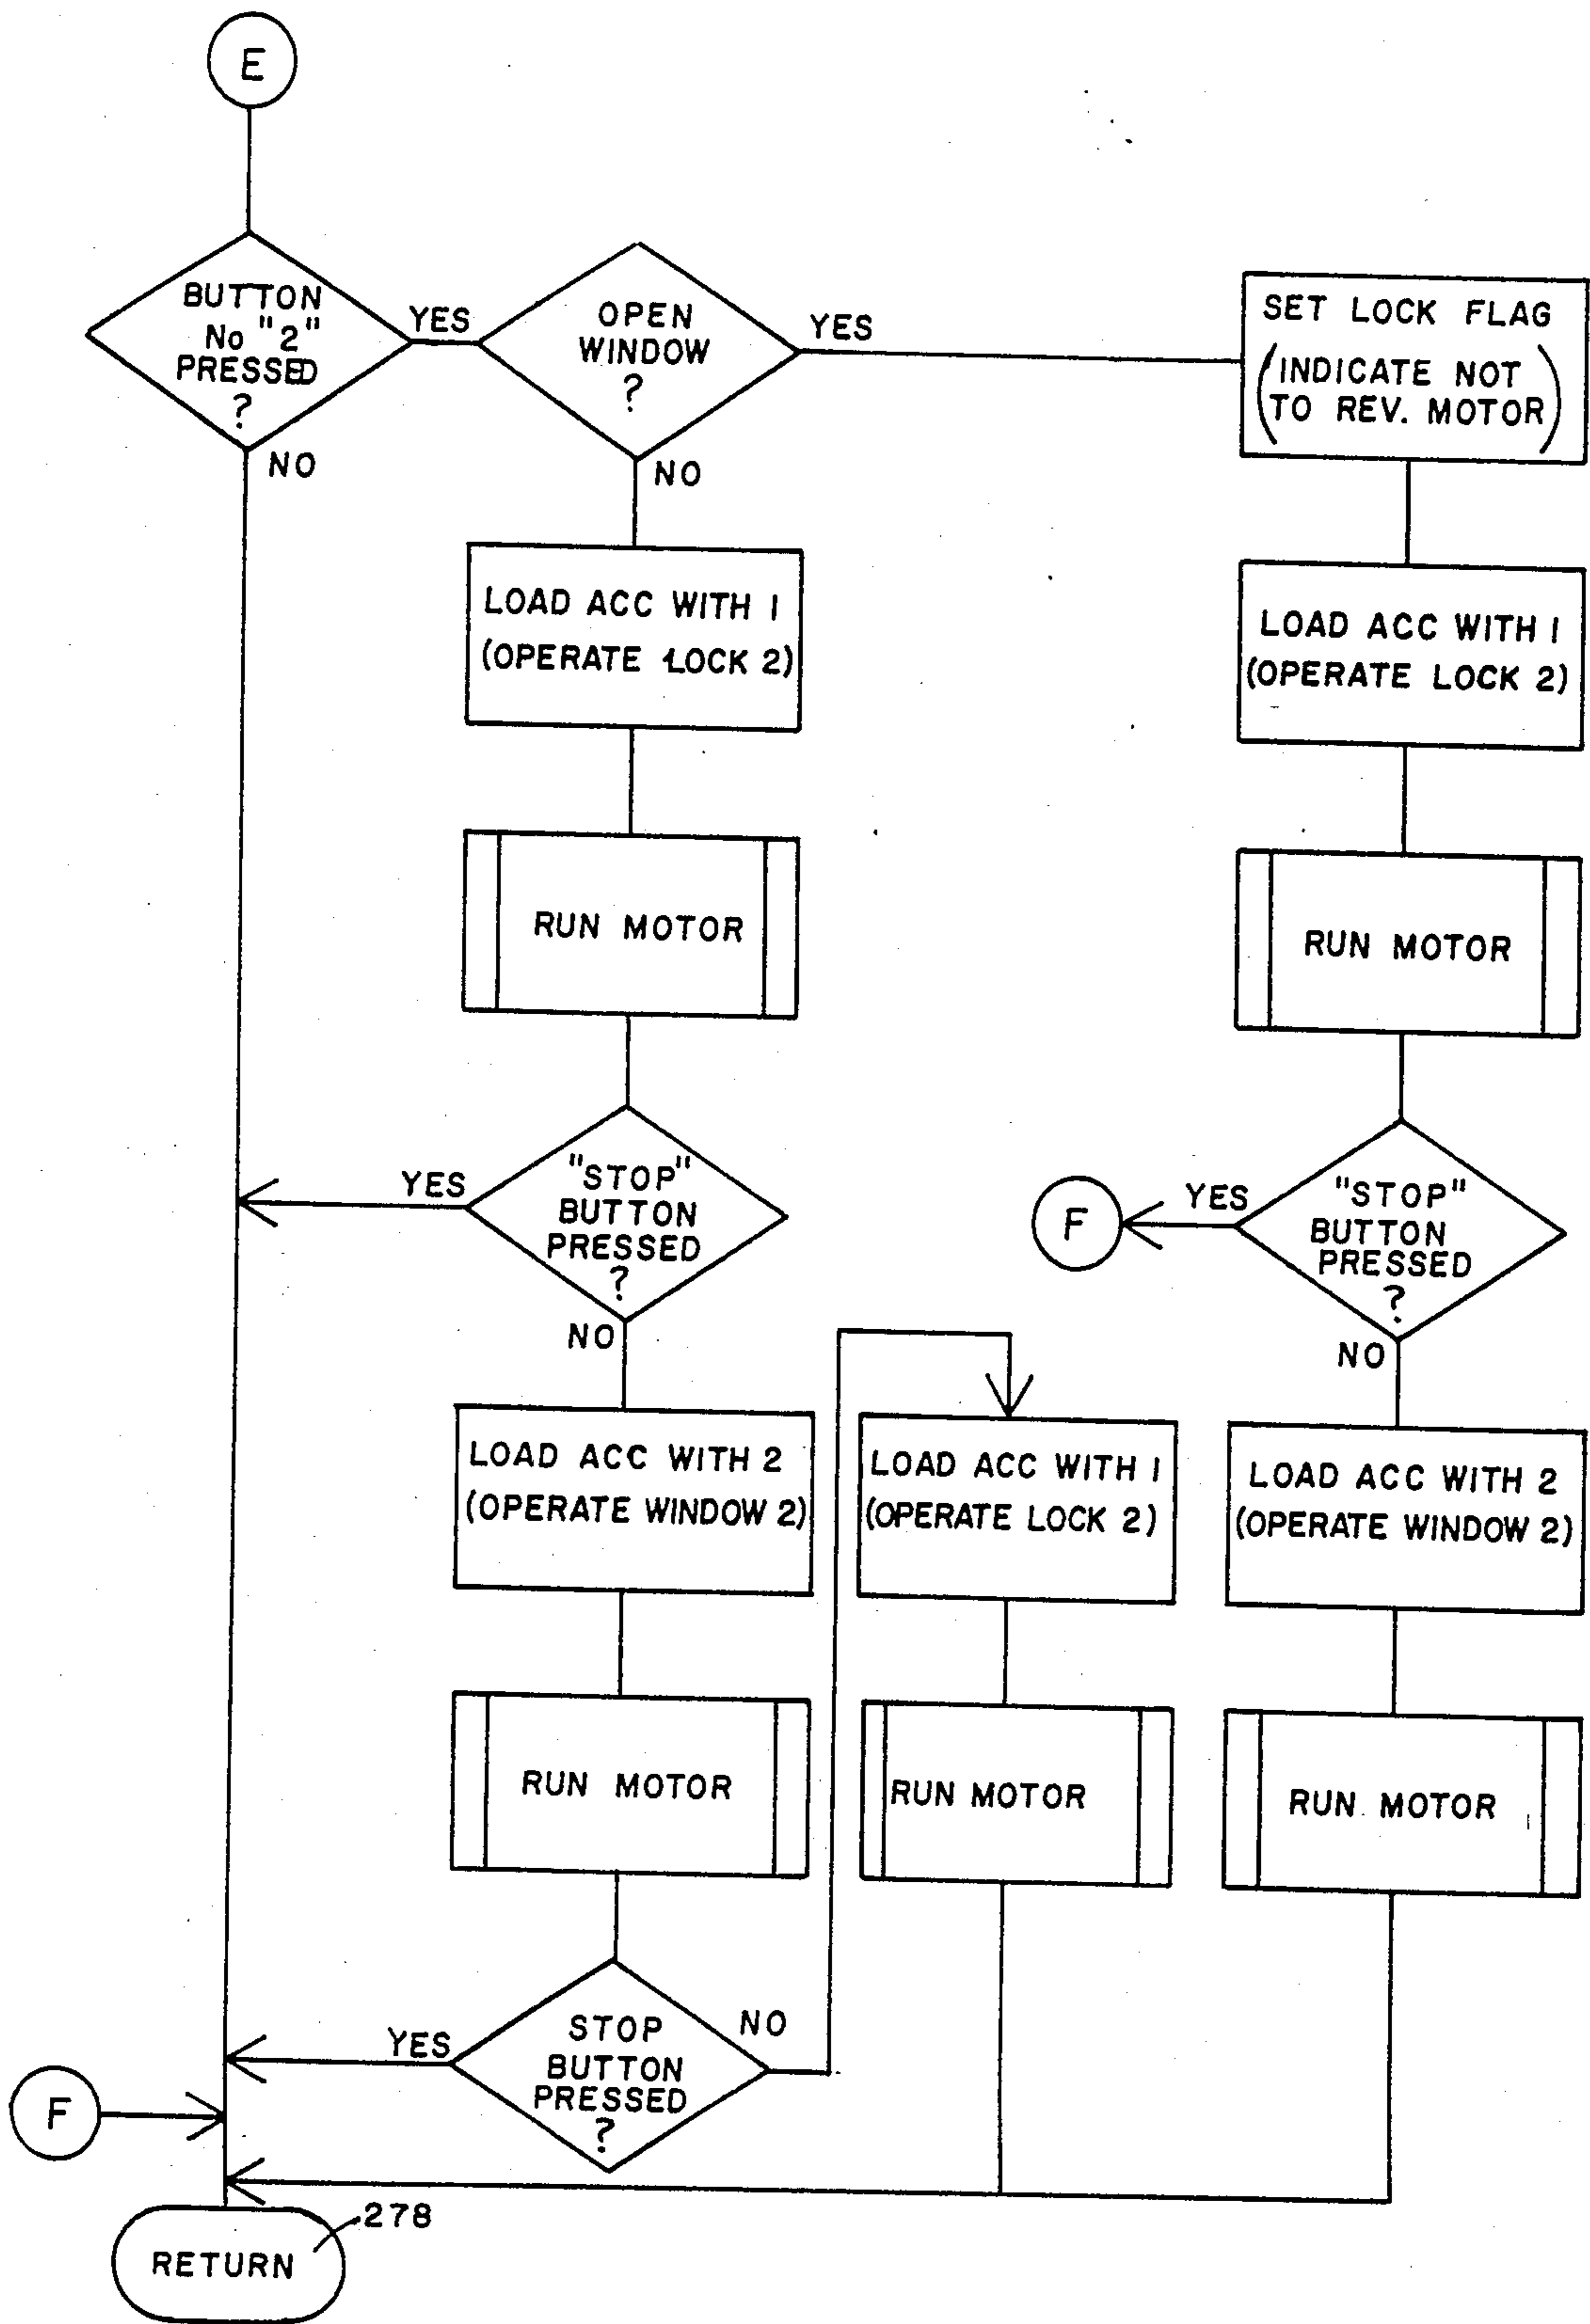 E
BUTTON
No "2"
PRESSED
?
YES
NO
OPEN
WINDOW
?
YES
NO
SET LOCK FLAG
(INDICATE NOT
TO REV. MOTOR)
LOAD ACC WITH 1
(OPERATE LOCK 2)
LOAD ACC WITH 1
(OPERATE LOCK 2)
RUN MOTOR
RUN MOTOR
YES
"STOP"
BUTTON
PRESSED
?
NO
F
YES
"STOP"
BUTTON
PRESSED
?
NO
LOAD ACC WITH 2
(OPERATE WINDOW 2)
LOAD ACC WITH 1
(OPERATE LOCK 2)
LOAD ACC WITH 2
(OPERATE WINDOW 2)
RUN MOTOR
RUN MOTOR
RUN MOTOR
YES
STOP
BUTTON
PRESSED
?
NO
F
278
RETURN